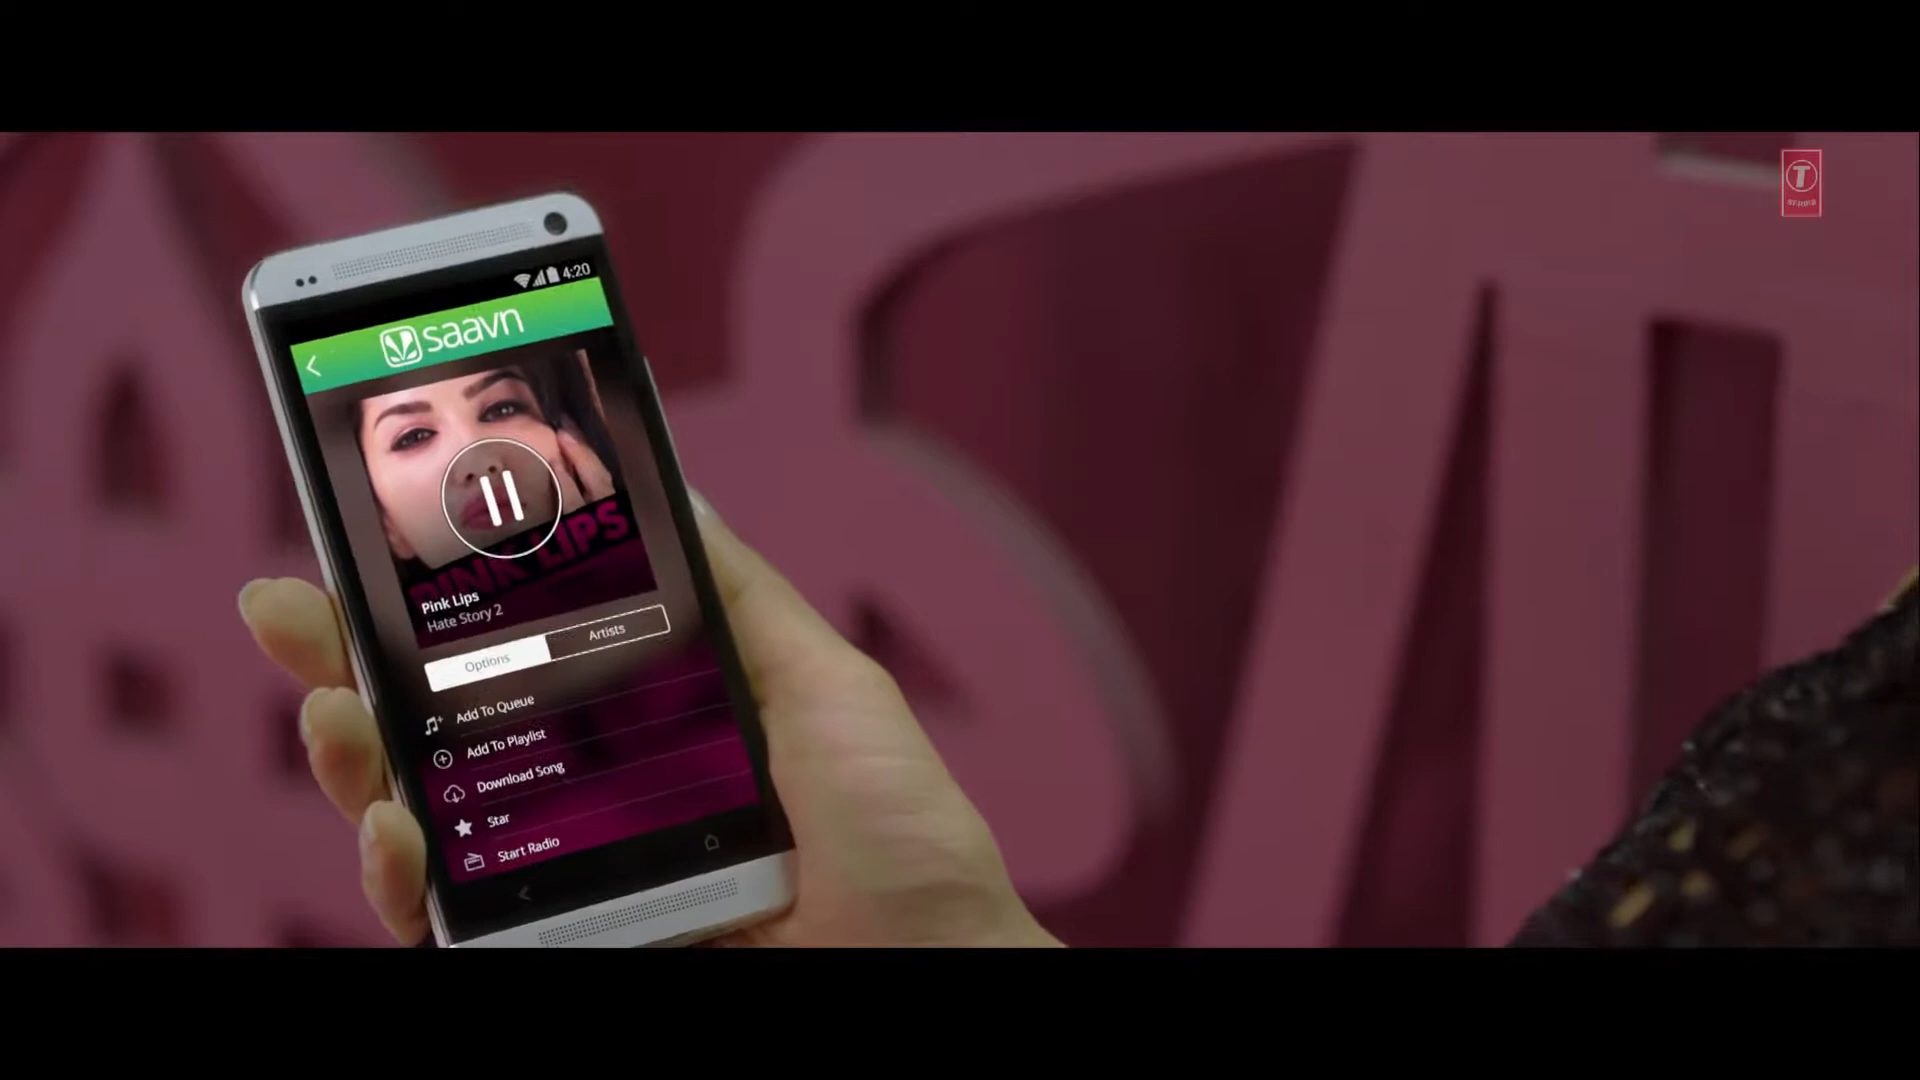 T
SERIES
4:20
saavn
PINK LIPS
Pink Lips
Hate Story 2
Options
Artists
Add To Queue
Add To Playlist
Download Song
Star
Start Radio